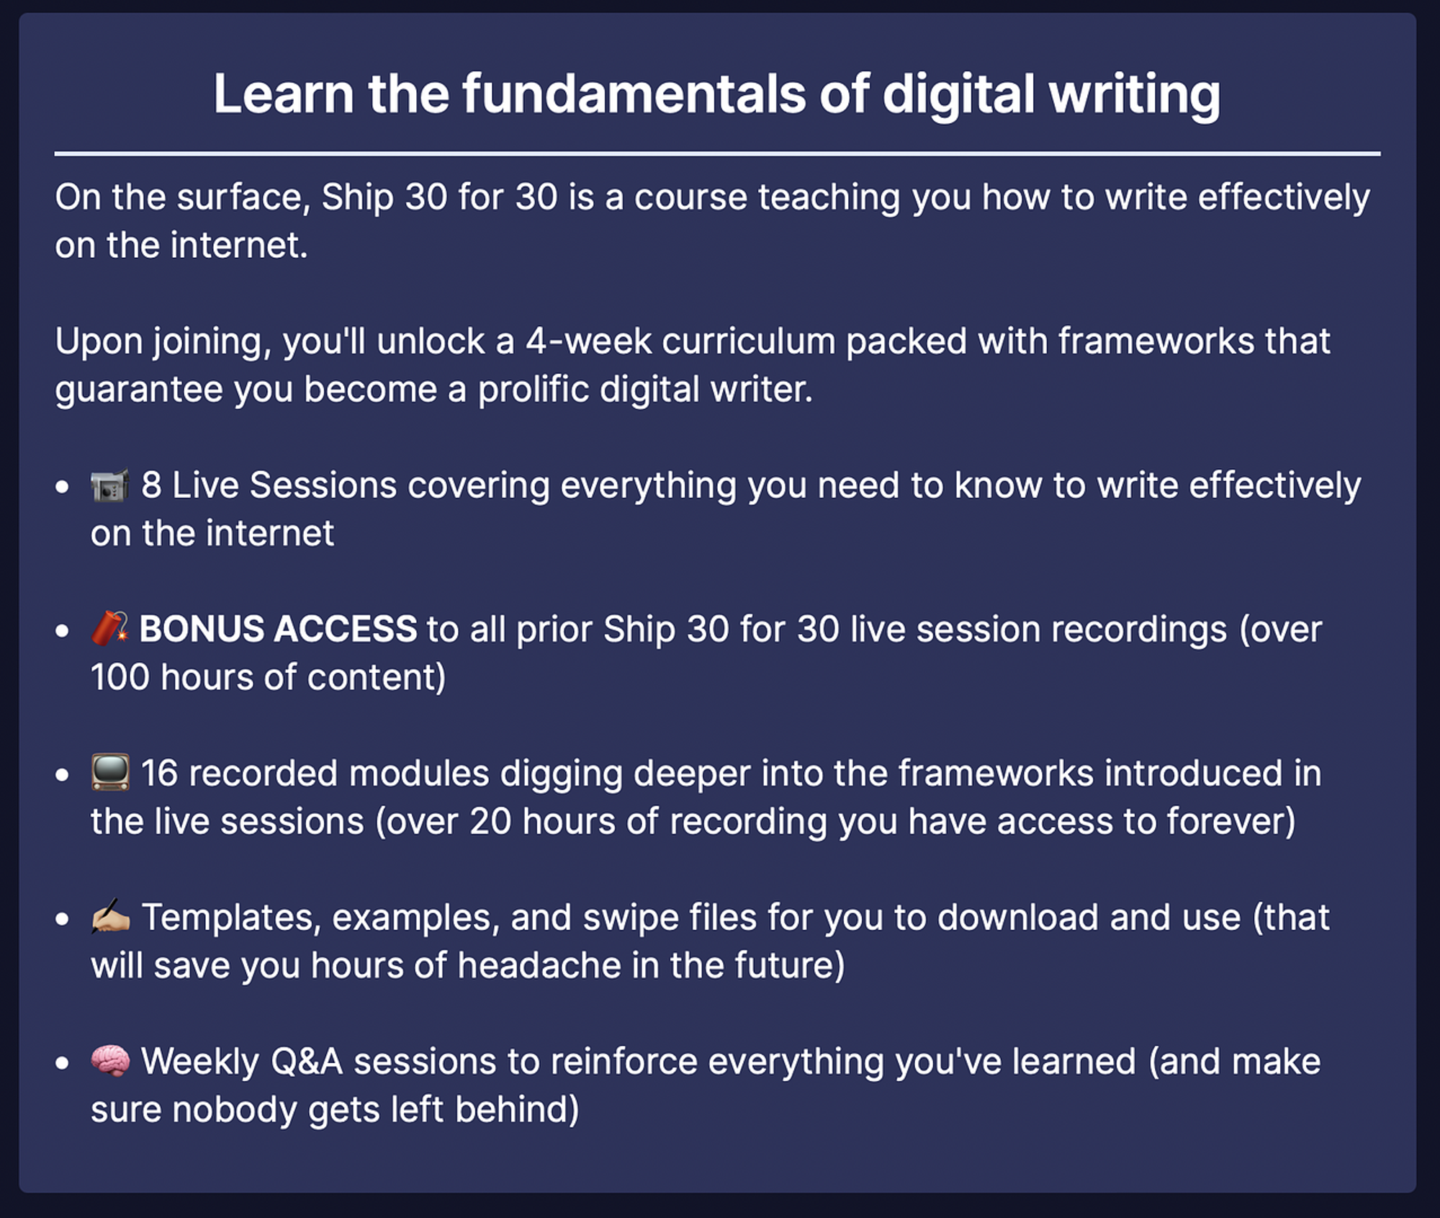 Learn the fundamentals of digital writing
On the surface, Ship 30 for 30 is a course teaching you how to write effectively
on the internet.
Upon joining, you'll unlock a 4-week curriculum packed with frameworks that
guarantee you become a prolific digital writer.
• 📹 8 Live Sessions covering everything you need to know to write effectively
on the internet
• 🧨 BONUS ACCESS to all prior Ship 30 for 30 live session recordings (over
100 hours of content)
• 📺 16 recorded modules digging deeper into the frameworks introduced in
the live sessions (over 20 hours of recording you have access to forever)
• ✍🏼 Templates, examples, and swipe files for you to download and use (that
will save you hours of headache in the future)
• 🧠 Weekly Q&A sessions to reinforce everything you've learned (and make
sure nobody gets left behind)